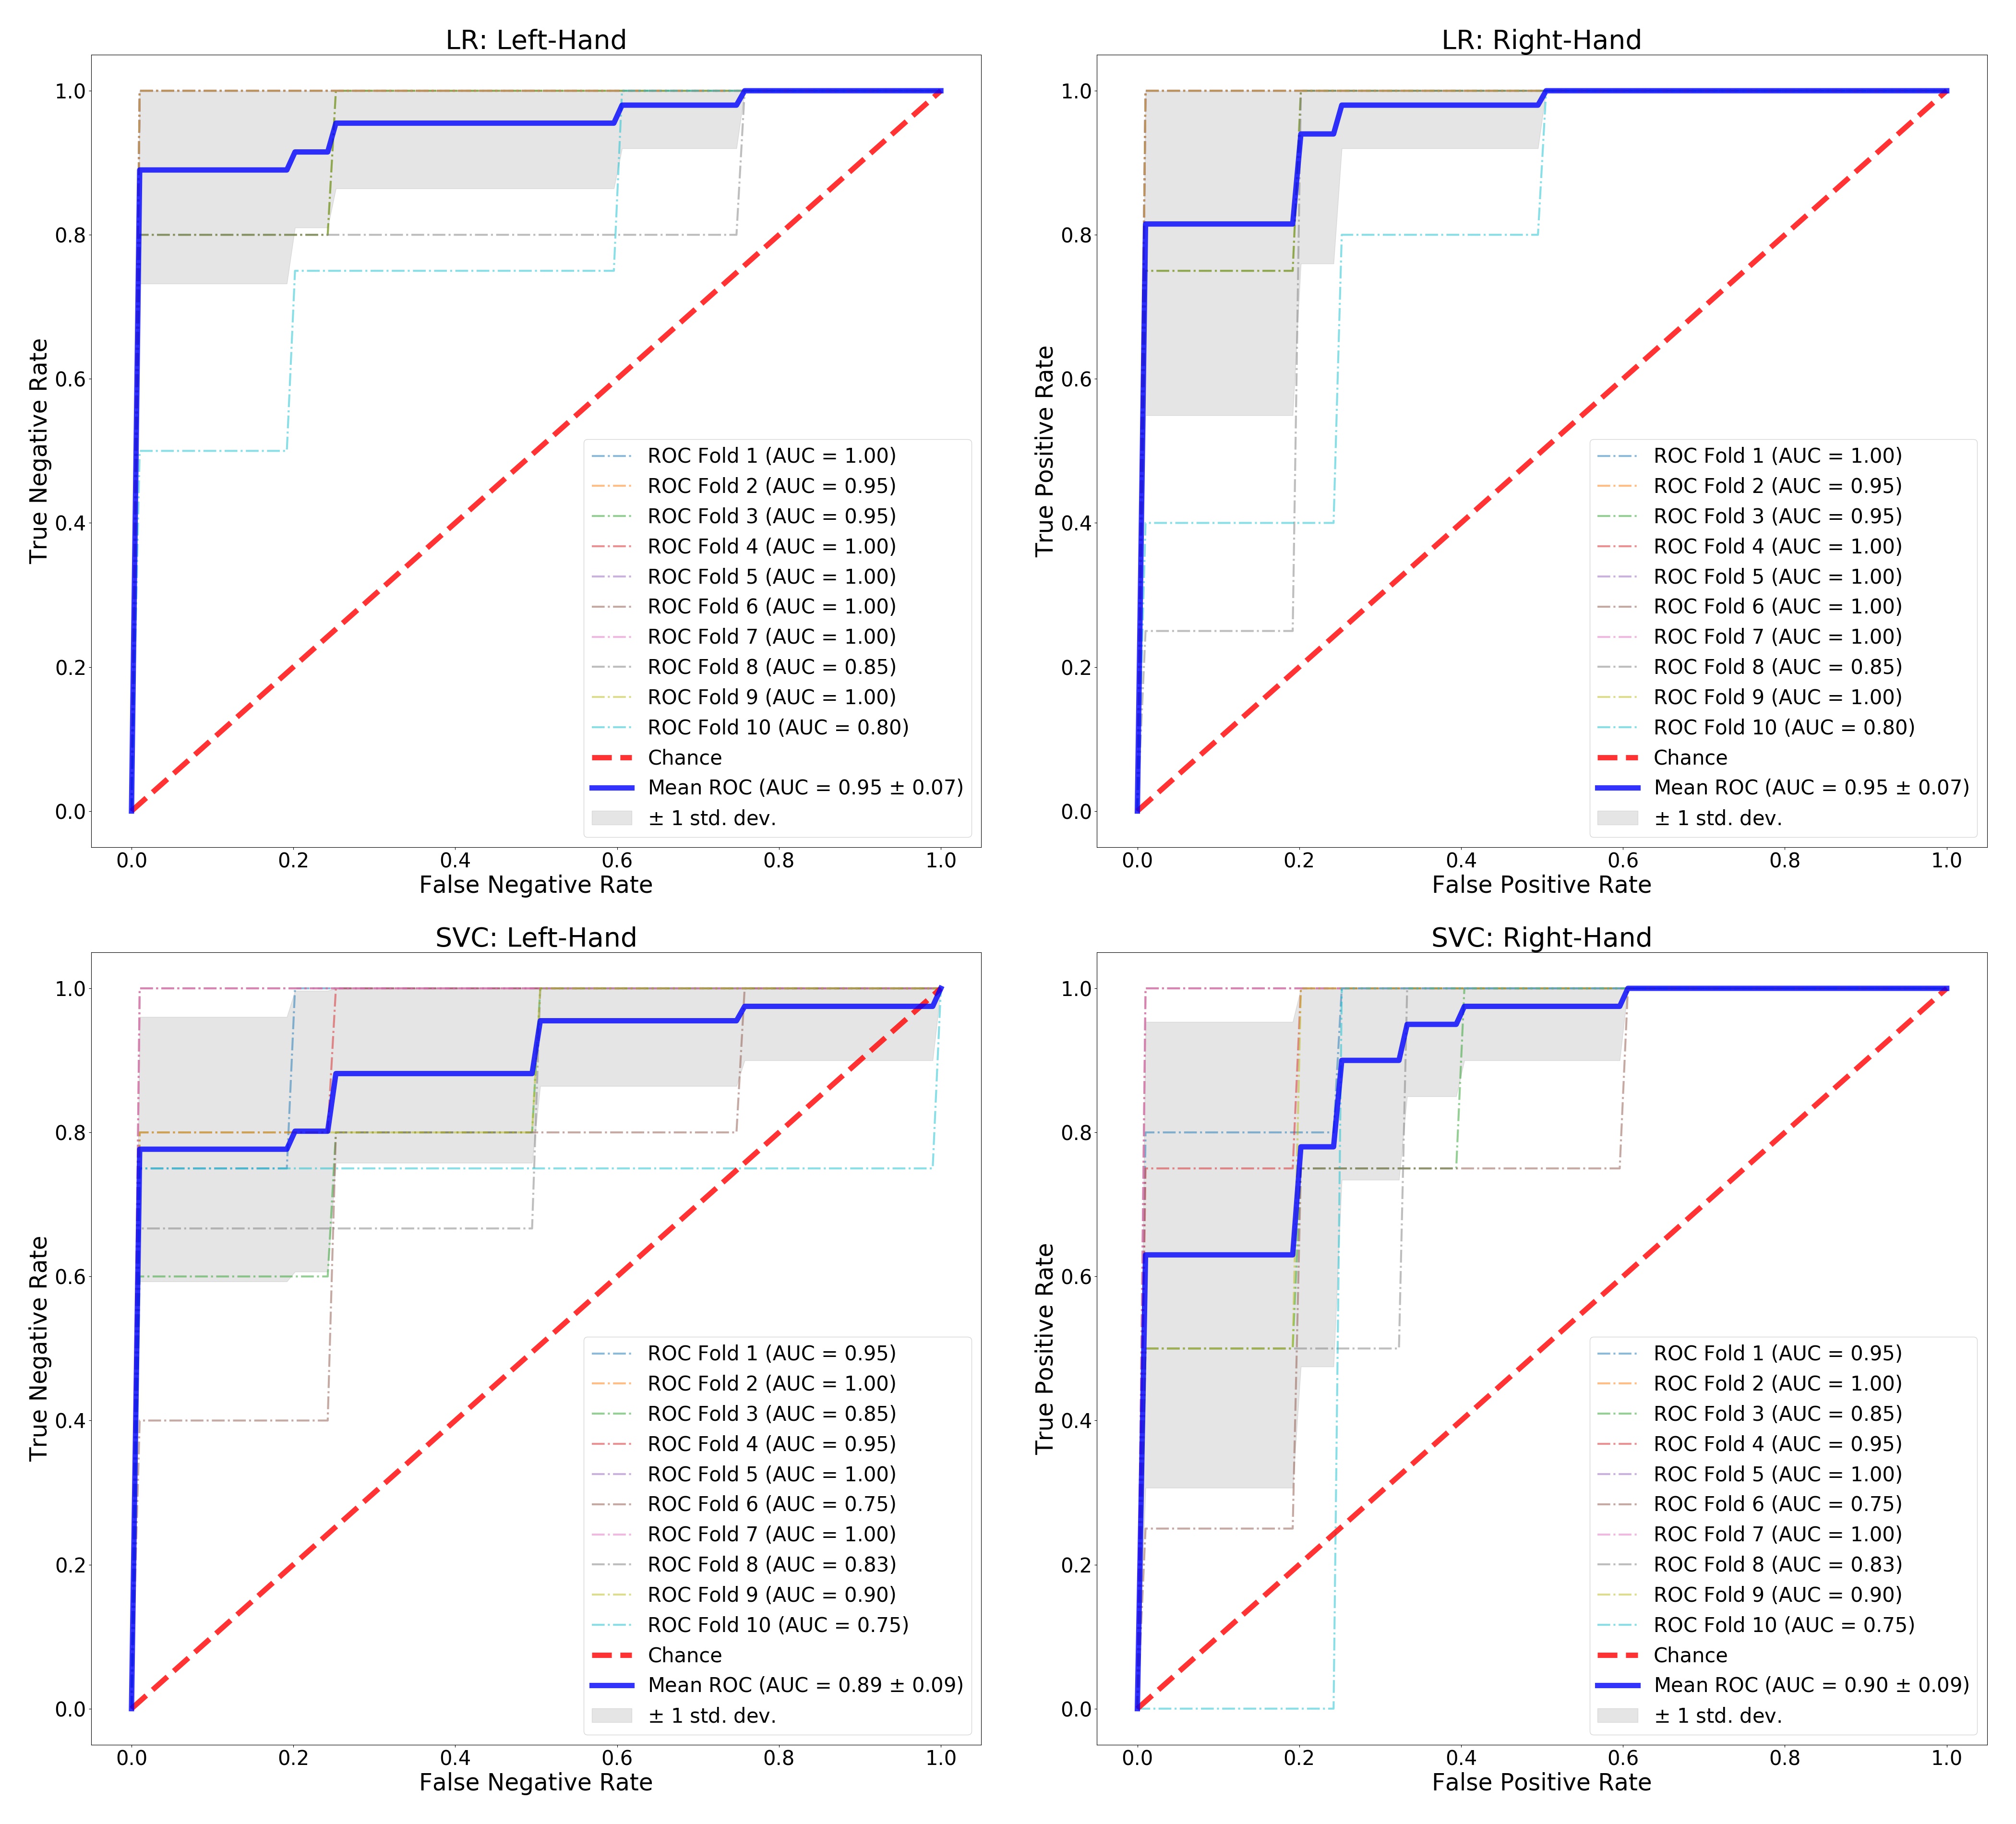 LR: Left-Hand
1.0
0.8
0.6
0.4
0.2
0.0
True Negative Rate
ROC Fold 1 (AUC = 1.00)
ROC Fold 2 (AUC = 0.95)
ROC Fold 3 (AUC = 0.95)
ROC Fold 4 (AUC = 1.00)
ROC Fold 5 (AUC = 1.00)
ROC Fold 6 (AUC = 1.00)
ROC Fold 7 (AUC = 1.00)
ROC Fold 8 (AUC = 0.85)
ROC Fold 9 (AUC = 1.00)
ROC Fold 10 (AUC = 0.80)
Chance
Mean ROC (AUC = 0.95 ± 0.07)
± 1 std. dev.
0.0 0.2 0.4 0.6 0.8 1.0
False Negative Rate
LR: Right-Hand
1.0
0.8
0.6
0.4
0.2
0.0
True Positive Rate
ROC Fold 1 (AUC = 1.00)
ROC Fold 2 (AUC = 0.95)
ROC Fold 3 (AUC = 0.95)
ROC Fold 4 (AUC = 1.00)
ROC Fold 5 (AUC = 1.00)
ROC Fold 6 (AUC = 1.00)
ROC Fold 7 (AUC = 1.00)
ROC Fold 8 (AUC = 0.85)
ROC Fold 9 (AUC = 1.00)
ROC Fold 10 (AUC = 0.80)
Chance
Mean ROC (AUC = 0.95 ± 0.07)
± 1 std. dev.
0.0 0.2 0.4 0.6 0.8 1.0
False Positive Rate
SVC: Left-Hand
1.0
0.8
0.6
0.4
0.2
0.0
True Negative Rate
ROC Fold 1 (AUC = 0.95)
ROC Fold 2 (AUC = 1.00)
ROC Fold 3 (AUC = 0.85)
ROC Fold 4 (AUC = 0.95)
ROC Fold 5 (AUC = 1.00)
ROC Fold 6 (AUC = 0.75)
ROC Fold 7 (AUC = 1.00)
ROC Fold 8 (AUC = 0.83)
ROC Fold 9 (AUC = 0.90)
ROC Fold 10 (AUC = 0.75)
Chance
Mean ROC (AUC = 0.89 ± 0.09)
± 1 std. dev.
0.0 0.2 0.4 0.6 0.8 1.0
False Negative Rate
SVC: Right-Hand
1.0
0.8
0.6
0.4
0.2
0.0
True Positive Rate
ROC Fold 1 (AUC = 0.95)
ROC Fold 2 (AUC = 1.00)
ROC Fold 3 (AUC = 0.85)
ROC Fold 4 (AUC = 0.95)
ROC Fold 5 (AUC = 1.00)
ROC Fold 6 (AUC = 0.75)
ROC Fold 7 (AUC = 1.00)
ROC Fold 8 (AUC = 0.83)
ROC Fold 9 (AUC = 0.90)
ROC Fold 10 (AUC = 0.75)
Chance
Mean ROC (AUC = 0.90 ± 0.09)
± 1 std. dev.
0.0 0.2 0.4 0.6 0.8 1.0
False Positive Rate